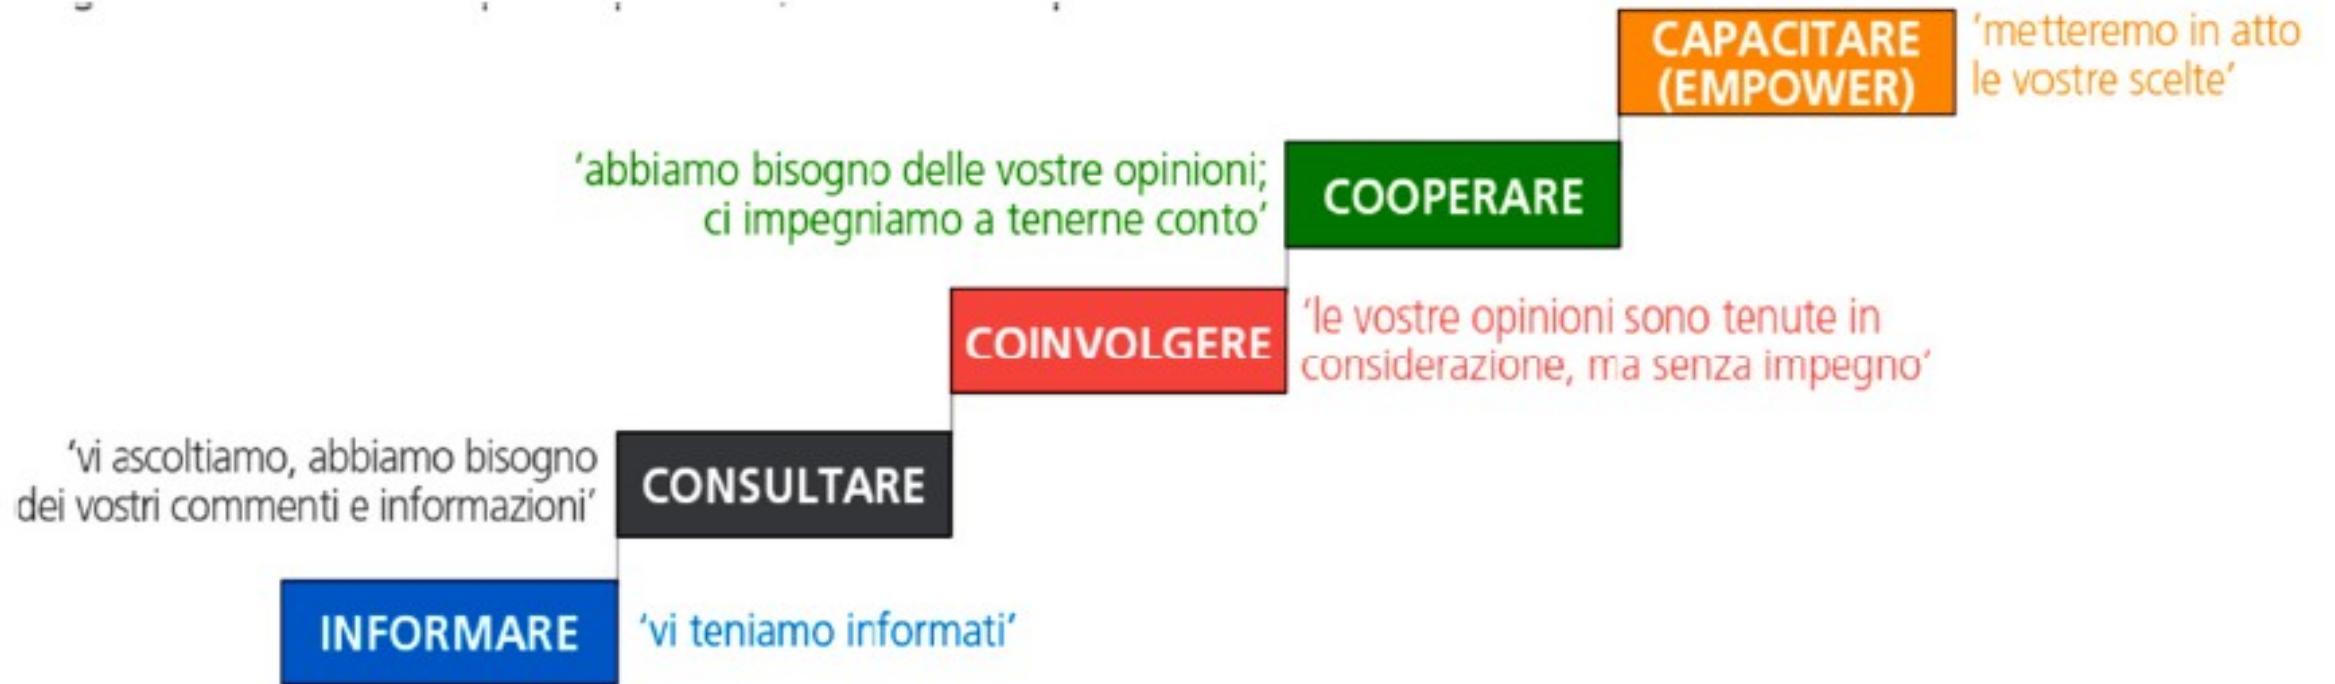 CAPACITARE
(EMPOWER)
'metteremo in atto
le vostre scelte'
'abbiamo bisogno delle vostre opinioni;
ci impegniamo a tenerne conto'
COOPERARE
COINVOLGERE
'le vostre opinioni sono tenute in
considerazione, ma senza impegno'
'vi ascoltiamo, abbiamo bisogno
dei vostri commenti e informazioni'
CONSULTARE
INFORMARE
'vi teniamo informati'